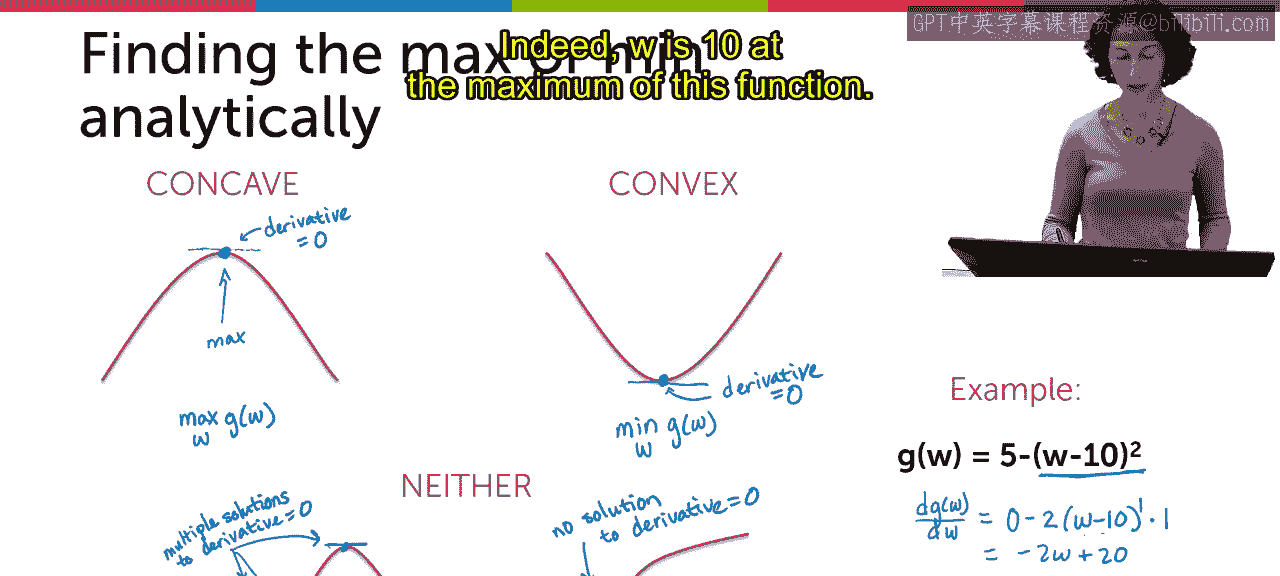 GPT中英字幕课程资源@bilibili.com
Finding the max or min
analytically
Indeed, w is 10 at
the maximum of this function.
CONCAVE
CONVEX
derivative
= 0
max
max g(w)
w
derivative
= 0
min g(w)
w
Example:
g(w) = 5-(w-10)²
dg(w)
dw
= 0 - 2(w-10)¹ · 1
= -2w + 20
NEITHER
multiple solutions
to derivative = 0
no solution
to derivative = 0